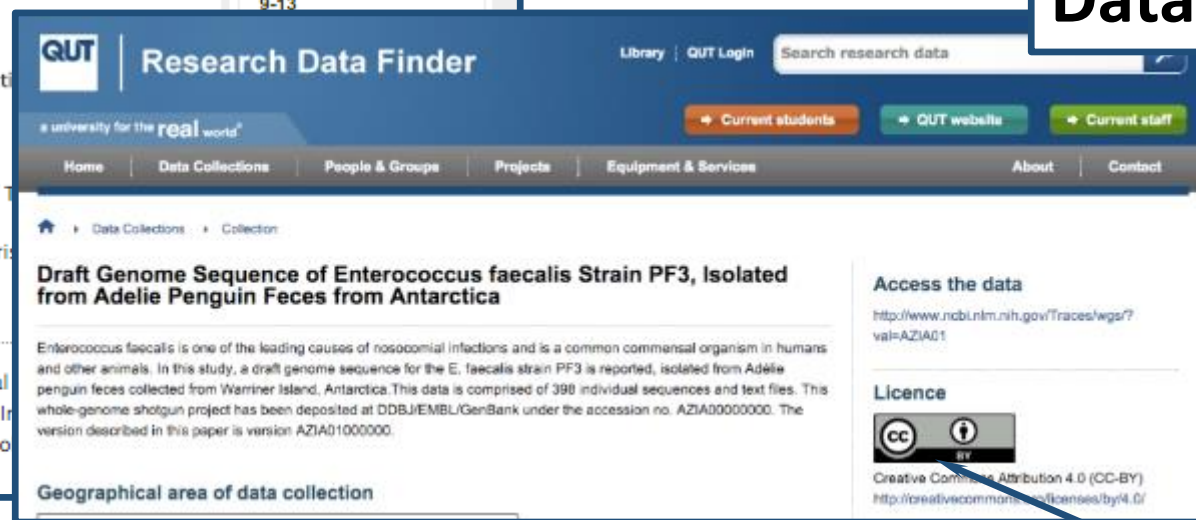 9-13
Data
QUT
Research Data Finder
Library | QUT Login
Search research data
a university for the real world
Current students
QUT website
Current staff
Home
Data Collections
People & Groups
Projects
Equipment & Services
About
Contact
Data Collections
Collection
Draft Genome Sequence of Enterococcus faecalis Strain PF3, Isolated
from Adelie Penguin Feces from Antarctica
Enterococcus faecalis is one of the leading causes of nosocomial infections and is a common commensal organism in humans
and other animals. In this study, a draft genome sequence for the E. faecalis strain PF3 is reported, isolated from Adélie
penguin feces collected from Warriner Island, Antarctica.This data is comprised of 398 individual sequences and text files. This
whole-genome shotgun project has been deposited at DDBJ/EMBL/GenBank under the accession no. AZIA00000000. The
version described in this paper is version AZIA01000000.
Geographical area of data collection
Access the data
http://www.ncbi.nlm.nih.gov/Traces/wgs/?
val=AZIA01
Licence
CC
BY
Creative Commons Attribution 4.0 (CC-BY)
http://creativecommons.org/licenses/by/4.0/